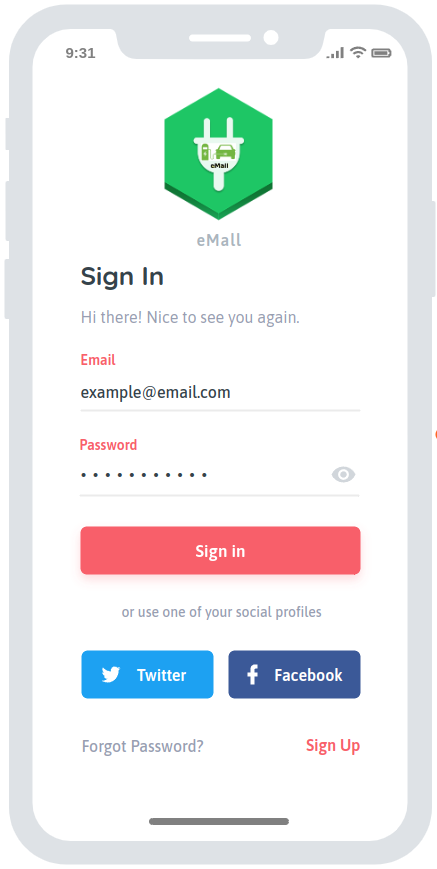 9:31
eMall
eMall
Sign In
Hi there! Nice to see you again.
Email
example@email.com
Password
• • • • • • • • • • •
Sign in
or use one of your social profiles
Twitter
Facebook
Forgot Password?
Sign Up